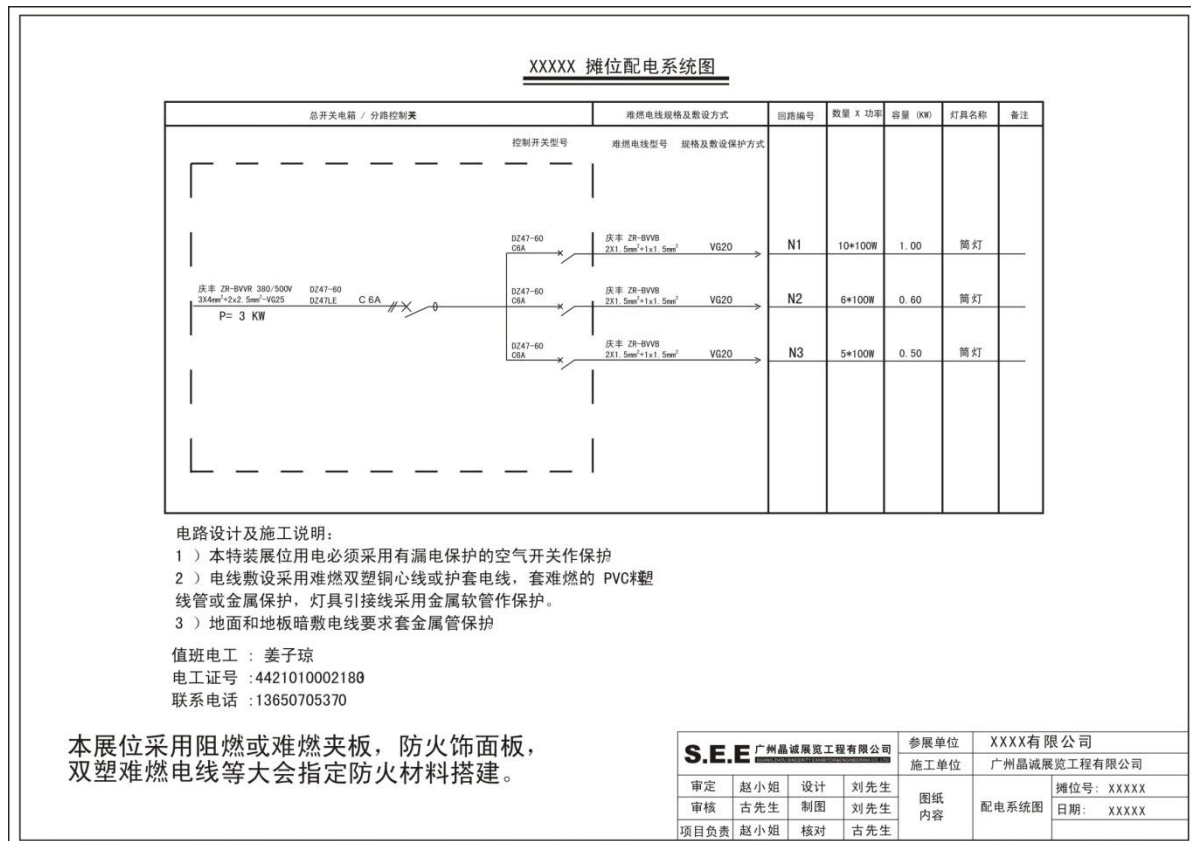 XXXXX 摊位配电系统图
总开关电箱 / 分路控制开关 难燃电线规格及敷设方式 回路编号 数量 X 功率 容量 (KW) 灯具名称 备注
控制开关型号 难燃电线型号 规格及敷设保护方式
DZ47-60 庆丰 ZR-BVVB
C6A 2X1.5mm²+1x1.5mm² VG20 N1 10*100W 1.00 筒灯
庆丰 ZR-BVVR 380/500V DZ47-60 DZ47-60 庆丰 ZR-BVVB
3X4mm²+2x2.5mm²-VG25 DZ47LE C 6A C6A 2X1.5mm²+1x1.5mm² VG20 N2 6*100W 0.60 筒灯
P= 3 KW
DZ47-60 庆丰 ZR-BVVB
C6A 2X1.5mm²+1x1.5mm² VG20 N3 5*100W 0.50 筒灯
电路设计及施工说明:
1 ）本特装展位用电必须采用有漏电保护的空气开关作保护
2 ）电线敷设采用难燃双塑铜心线或护套电线，套难燃的 PVC塑料
线管或金属保护，灯具引接线采用金属软管作保护。
3 ）地面和地板暗敷电线要求套金属管保护
值班电工 : 姜子琼
电工证号 :4421010002180
联系电话 :13650705370
本展位采用阻燃或难燃夹板，防火饰面板，
双塑难燃电线等大会指定防火材料搭建。
S.E.E 广州晶诚展览工程有限公司 参展单位 XXXX有限公司
施工单位 广州晶诚展览工程有限公司
审定 赵小姐 设计 刘先生 图纸内容 配电系统图 摊位号: XXXXX
审核 古先生 制图 刘先生 日期: XXXXX
项目负责 赵小姐 核对 古先生